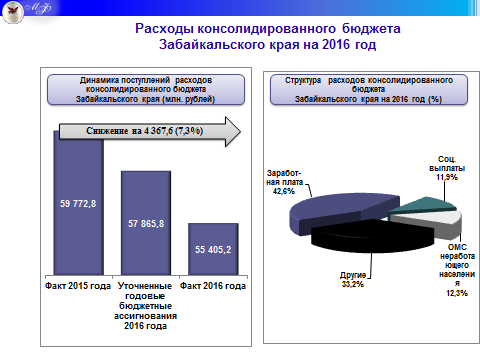 МФ
Расходы консолидированного бюджета
Забайкальского края на 2016 год
Динамика поступлений расходов
консолидированного бюджета
Забайкальского края (млн. рублей)
Снижение на 4 367,6 (7,3%)
59 772,8
57 865,8
55 405,2
Факт 2015 года
Уточненные
годовые
бюджетные
ассигнования
2016 года
Факт 2016 года
Структура расходов консолидированного
бюджета
Забайкальского края на 2016 год (%)
Заработ-
ная плата
42,6%
Соц.
выплаты
11,9%
ОМС
неработа
ющего
населени
я
12,3%
Другие
33,2%